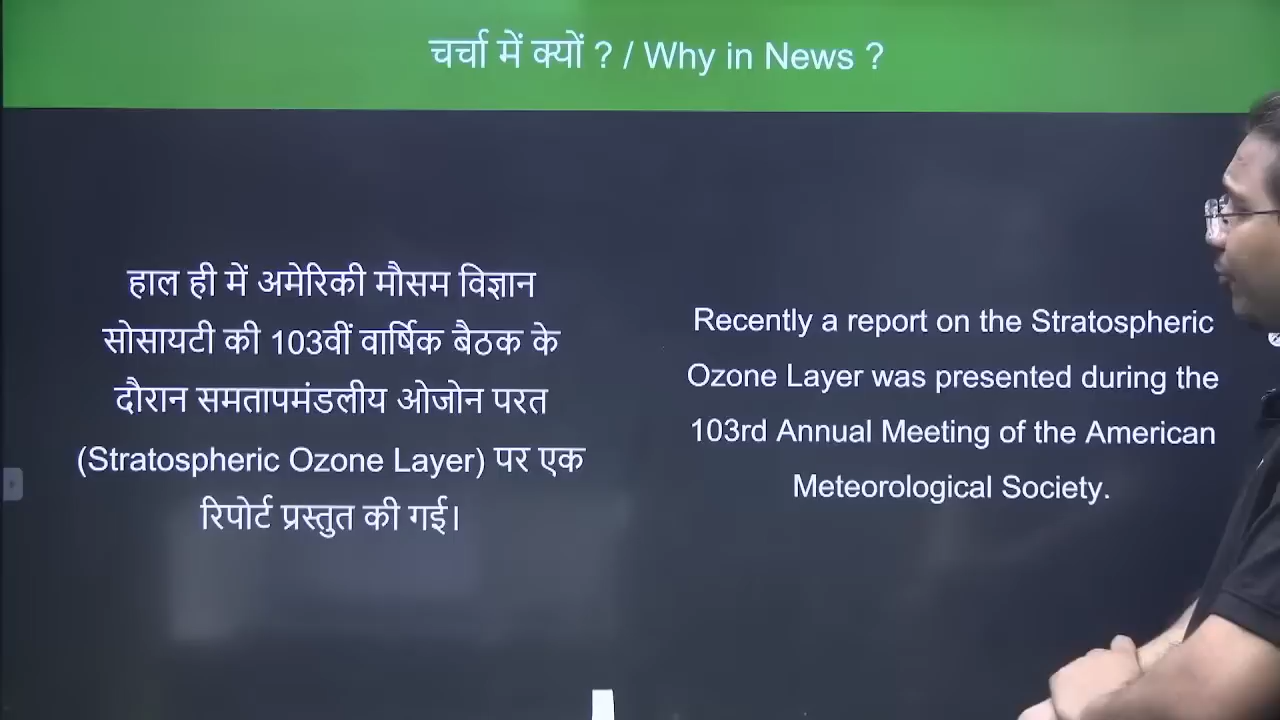 चर्चा में क्यों ? / Why in News ?
हाल ही में अमेरिकी मौसम विज्ञान
सोसायटी की 103वीं वार्षिक बैठक के
दौरान समतापमंडलीय ओजोन परत
(Stratospheric Ozone Layer) पर एक
रिपोर्ट प्रस्तुत की गई।
Recently a report on the Stratospheric
Ozone Layer was presented during the
103rd Annual Meeting of the American
Meteorological Society.